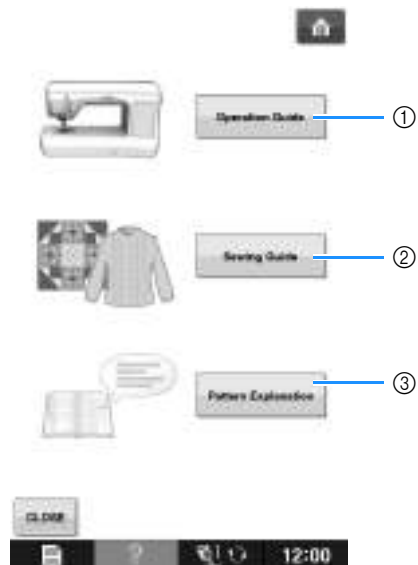 Operation Guide
①
Sewing Guide
②
Pattern Explanation
③
CLOSE
?
12:00